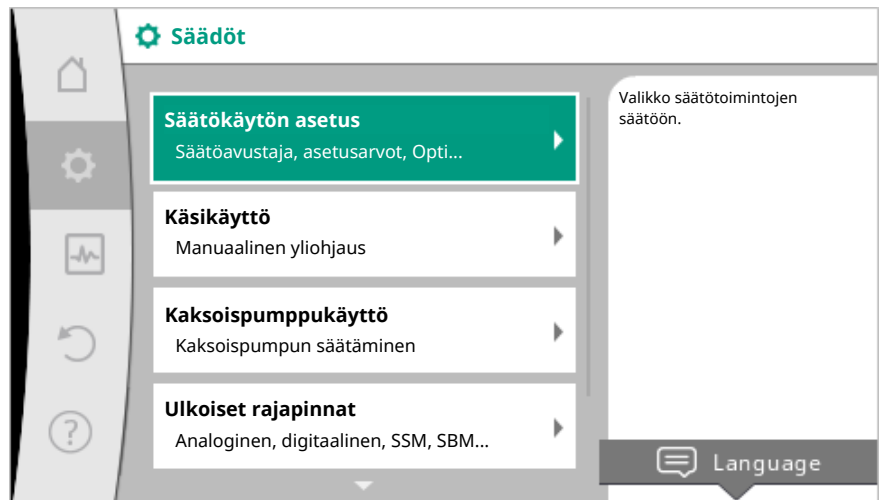 Säädöt
Säätökäytön asetus
Säätöavustaja, asetusarvot, Opti...
Käsikäyttö
Manuaalinen yliohjaus
Kaksoispumppukäyttö
Kaksoispumpun säätäminen
Ulkoiset rajapinnat
Analoginen, digitaalinen, SSM, SBM...
Valikko säätötoimintojen
säätöön.
Language